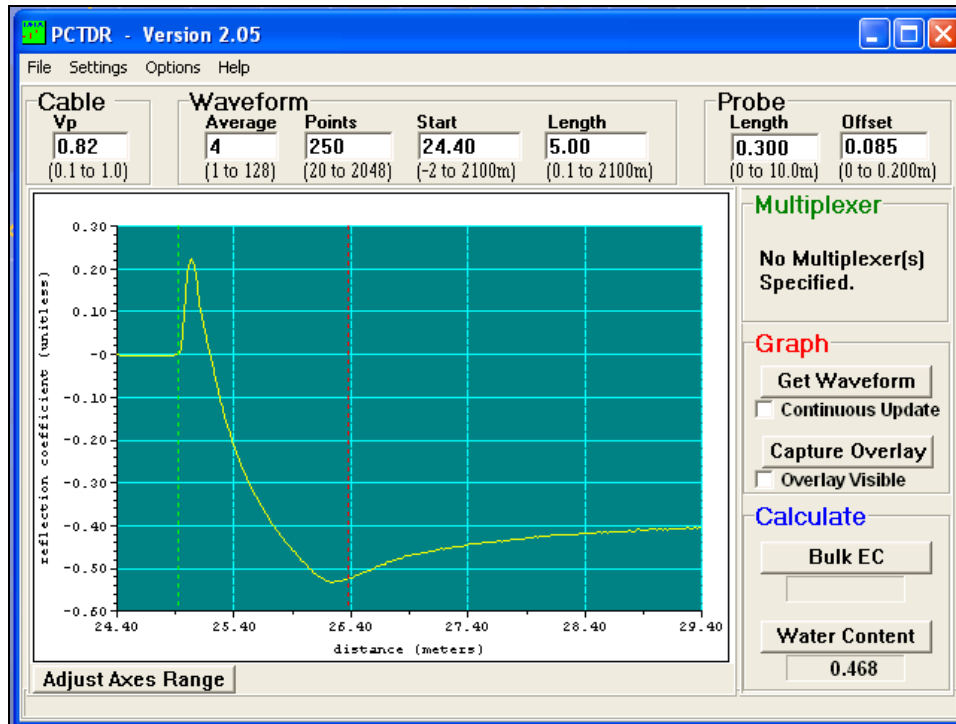 PCTDR - Version 2.05
File Settings Options Help
Cable
Vp
0.82
(0.1 to 1.0)
Waveform
Average Points Start Length
4 250 24.40 5.00
(1 to 128) (20 to 2048) (-2 to 2100m) (0.1 to 2100m)
Probe
Length Offset
0.300 0.085
(0 to 10.0m) (0 to 0.200m)
reflection coefficient (unitless)
0.30
0.20
0.10
-0
-0.10
-0.20
-0.30
-0.40
-0.50
-0.60
24.40 25.40 26.40 27.40 28.40 29.40
distance (meters)
Adjust Axes Range
Multiplexer
No Multiplexer(s)
Specified.
Graph
Get Waveform
Continuous Update
Capture Overlay
Overlay Visible
Calculate
Bulk EC
Water Content
0.468